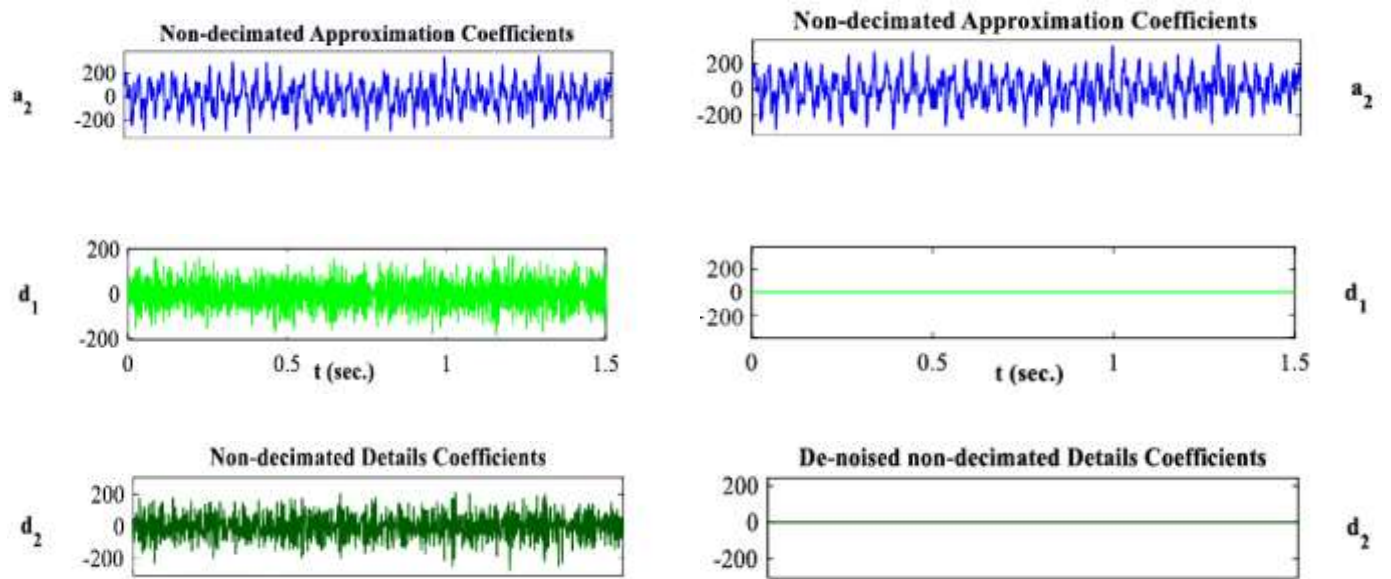 Non-decimated Approximation Coefficients
200
0
-200
a2
Non-decimated Approximation Coefficients
200
0
-200
a2
200
0
-200
d1
0 0.5 1 1.5
t (sec.)
200
0
-200
d1
0 0.5 1 1.5
t (sec.)
Non-decimated Details Coefficients
200
0
-200
d2
De-noised non-decimated Details Coefficients
200
0
-200
d2